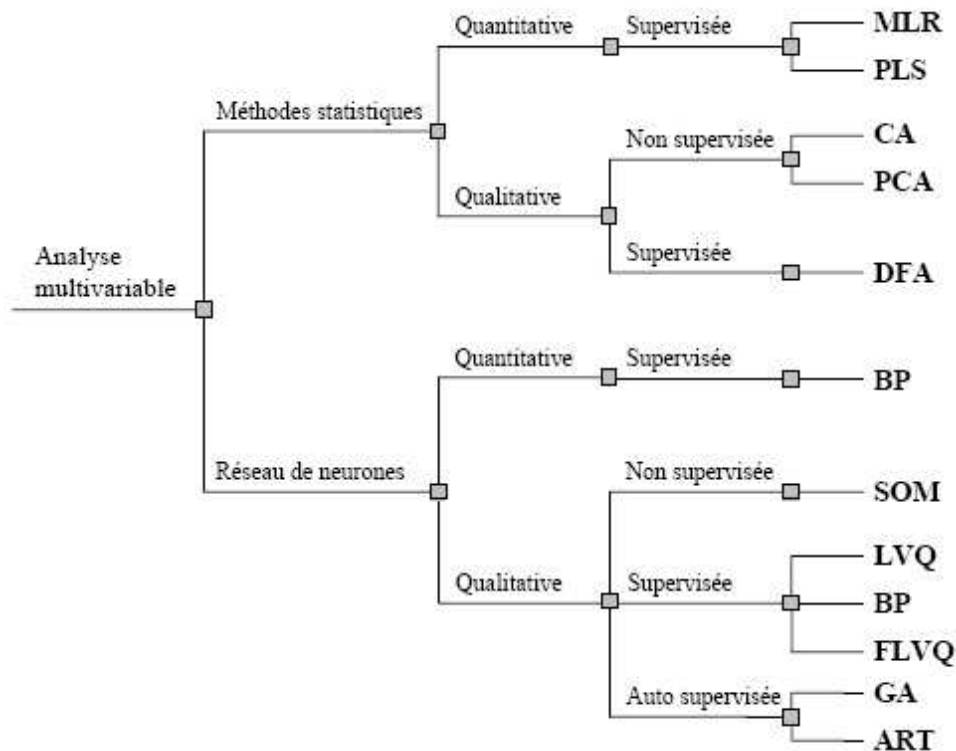 Quantitative
Supervisée
MLR
PLS
Méthodes statistiques
Non supervisée
CA
PCA
Qualitative
Supervisée
DFA
Analyse
multivariable
Quantitative
Supervisée
BP
Réseau de neurones
Non supervisée
SOM
Qualitative
Supervisée
LVQ
BP
FLVQ
Auto supervisée
GA
ART